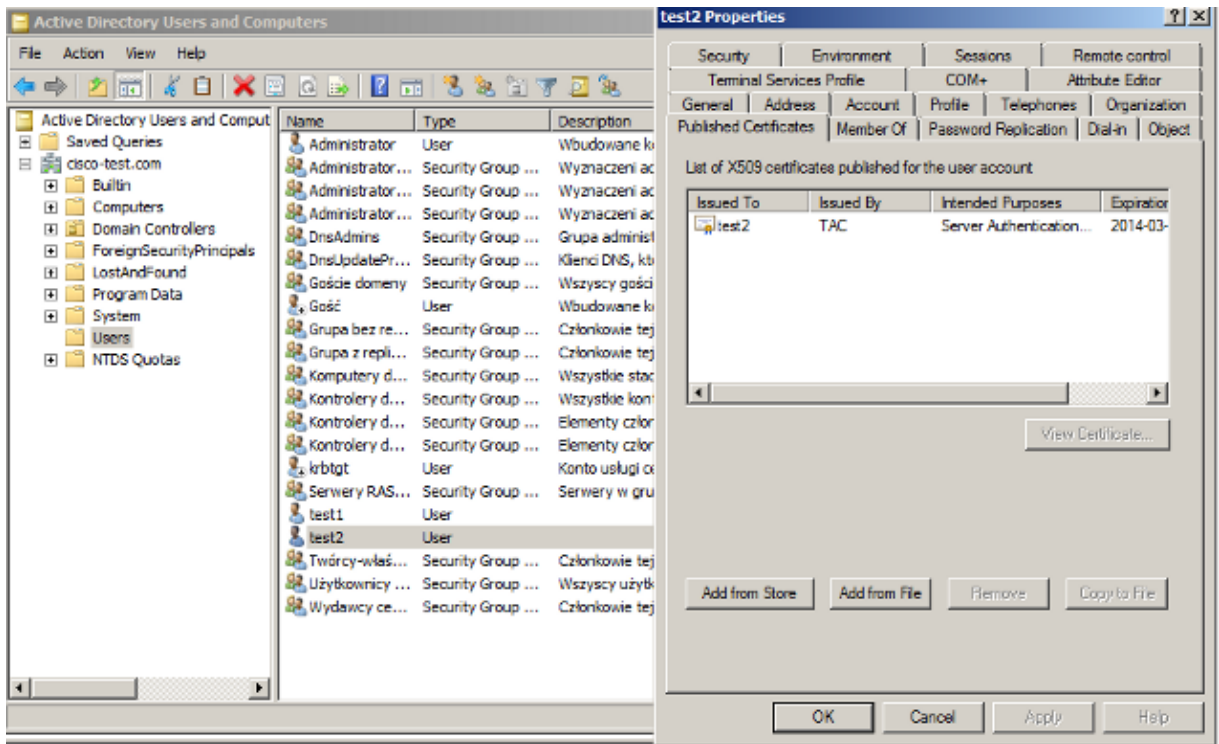 Active Directory Users and Computers
File Action View Help
Active Directory Users and Comput
Saved Queries
cisco-test.com
Builtin
Computers
Domain Controllers
ForeignSecurityPrincipals
LostAndFound
Program Data
System
Users
NTDS Quotas
Name Type Description
Administrator User Wbudowane k
Administrator... Security Group ... Wyznaczeni ac
Administrator... Security Group ... Wyznaczeni ac
Administrator... Security Group ... Wyznaczeni ac
DnsAdmins Security Group ... Grupa administ
DnsUpdatePr... Security Group ... Klienci DNS, któ
Goście domeny Security Group ... Wszyscy gości
Gość User Wbudowane k
Grupa bez re... Security Group ... Członkowie tej
Grupa z repli... Security Group ... Członkowie tej
Komputery d... Security Group ... Wszystkie stac
Kontrolery d... Security Group ... Wszystkie kon
Kontrolery d... Security Group ... Elementy człor
Kontrolery d... Security Group ... Elementy człor
krbtgt User Konto usługi ce
Serwery RAS... Security Group ... Serwery w gru
test1 User
test2 User
Twórcy-właś... Security Group ... Członkowie tej
Użytkownicy ... Security Group ... Wszyscy użytk
Wydawcy ce... Security Group ... Członkowie tej
test2 Properties
Security Environment Sessions Remote control
Terminal Services Profile COM+ Attribute Editor
General Address Account Profile Telephones Organization
Published Certificates Member Of Password Replication Dial-in Object
List of X509 certificates published for the user account
Issued To Issued By Intended Purposes Expiration
test2 TAC Server Authentication... 2014-03-
View Certificate...
Add from Store Add from File Remove Copy to File
OK Cancel Apply Help